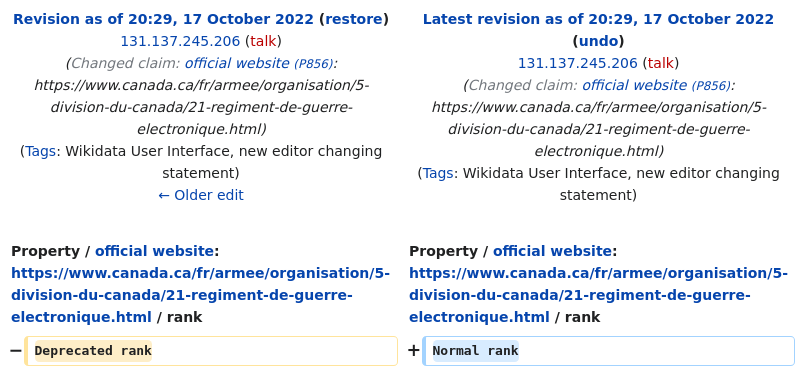 Revision as of 20:29, 17 October 2022 (restore)
131.137.245.206 (talk)
(Changed claim: official website (P856):
https://www.canada.ca/fr/armee/organisation/5-
division-du-canada/21-regiment-de-guerre-
electronique.html)
(Tags: Wikidata User Interface, new editor changing
statement)
← Older edit
Latest revision as of 20:29, 17 October 2022
(undo)
131.137.245.206 (talk)
(Changed claim: official website (P856):
https://www.canada.ca/fr/armee/organisation/5-
division-du-canada/21-regiment-de-guerre-
electronique.html)
(Tags: Wikidata User Interface, new editor changing
statement)
Property / official website:
https://www.canada.ca/fr/armee/organisation/5-
division-du-canada/21-regiment-de-guerre-
electronique.html / rank
− Deprecated rank
Property / official website:
https://www.canada.ca/fr/armee/organisation/5-
division-du-canada/21-regiment-de-guerre-
electronique.html / rank
+ Normal rank